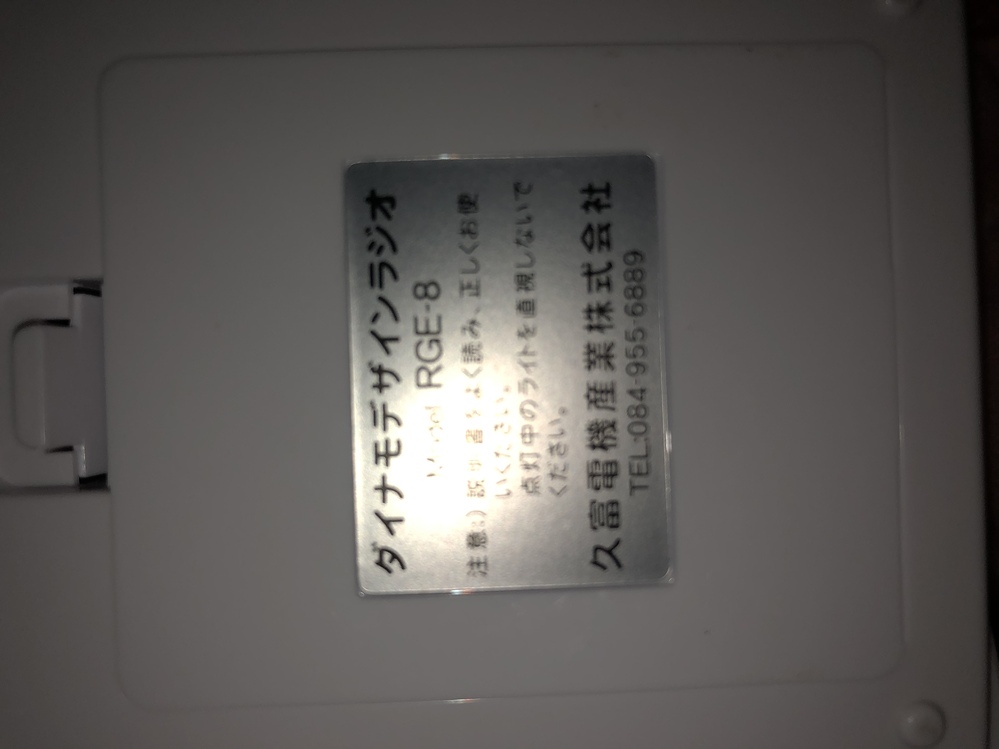 ダイナモデザインラジオ
Model RGE-8
注意:)説明書をよく読み、正しくお使
いください。
点灯中のライトを直視しないで
ください。
久富電機産業株式会社
TEL:084-955-6889